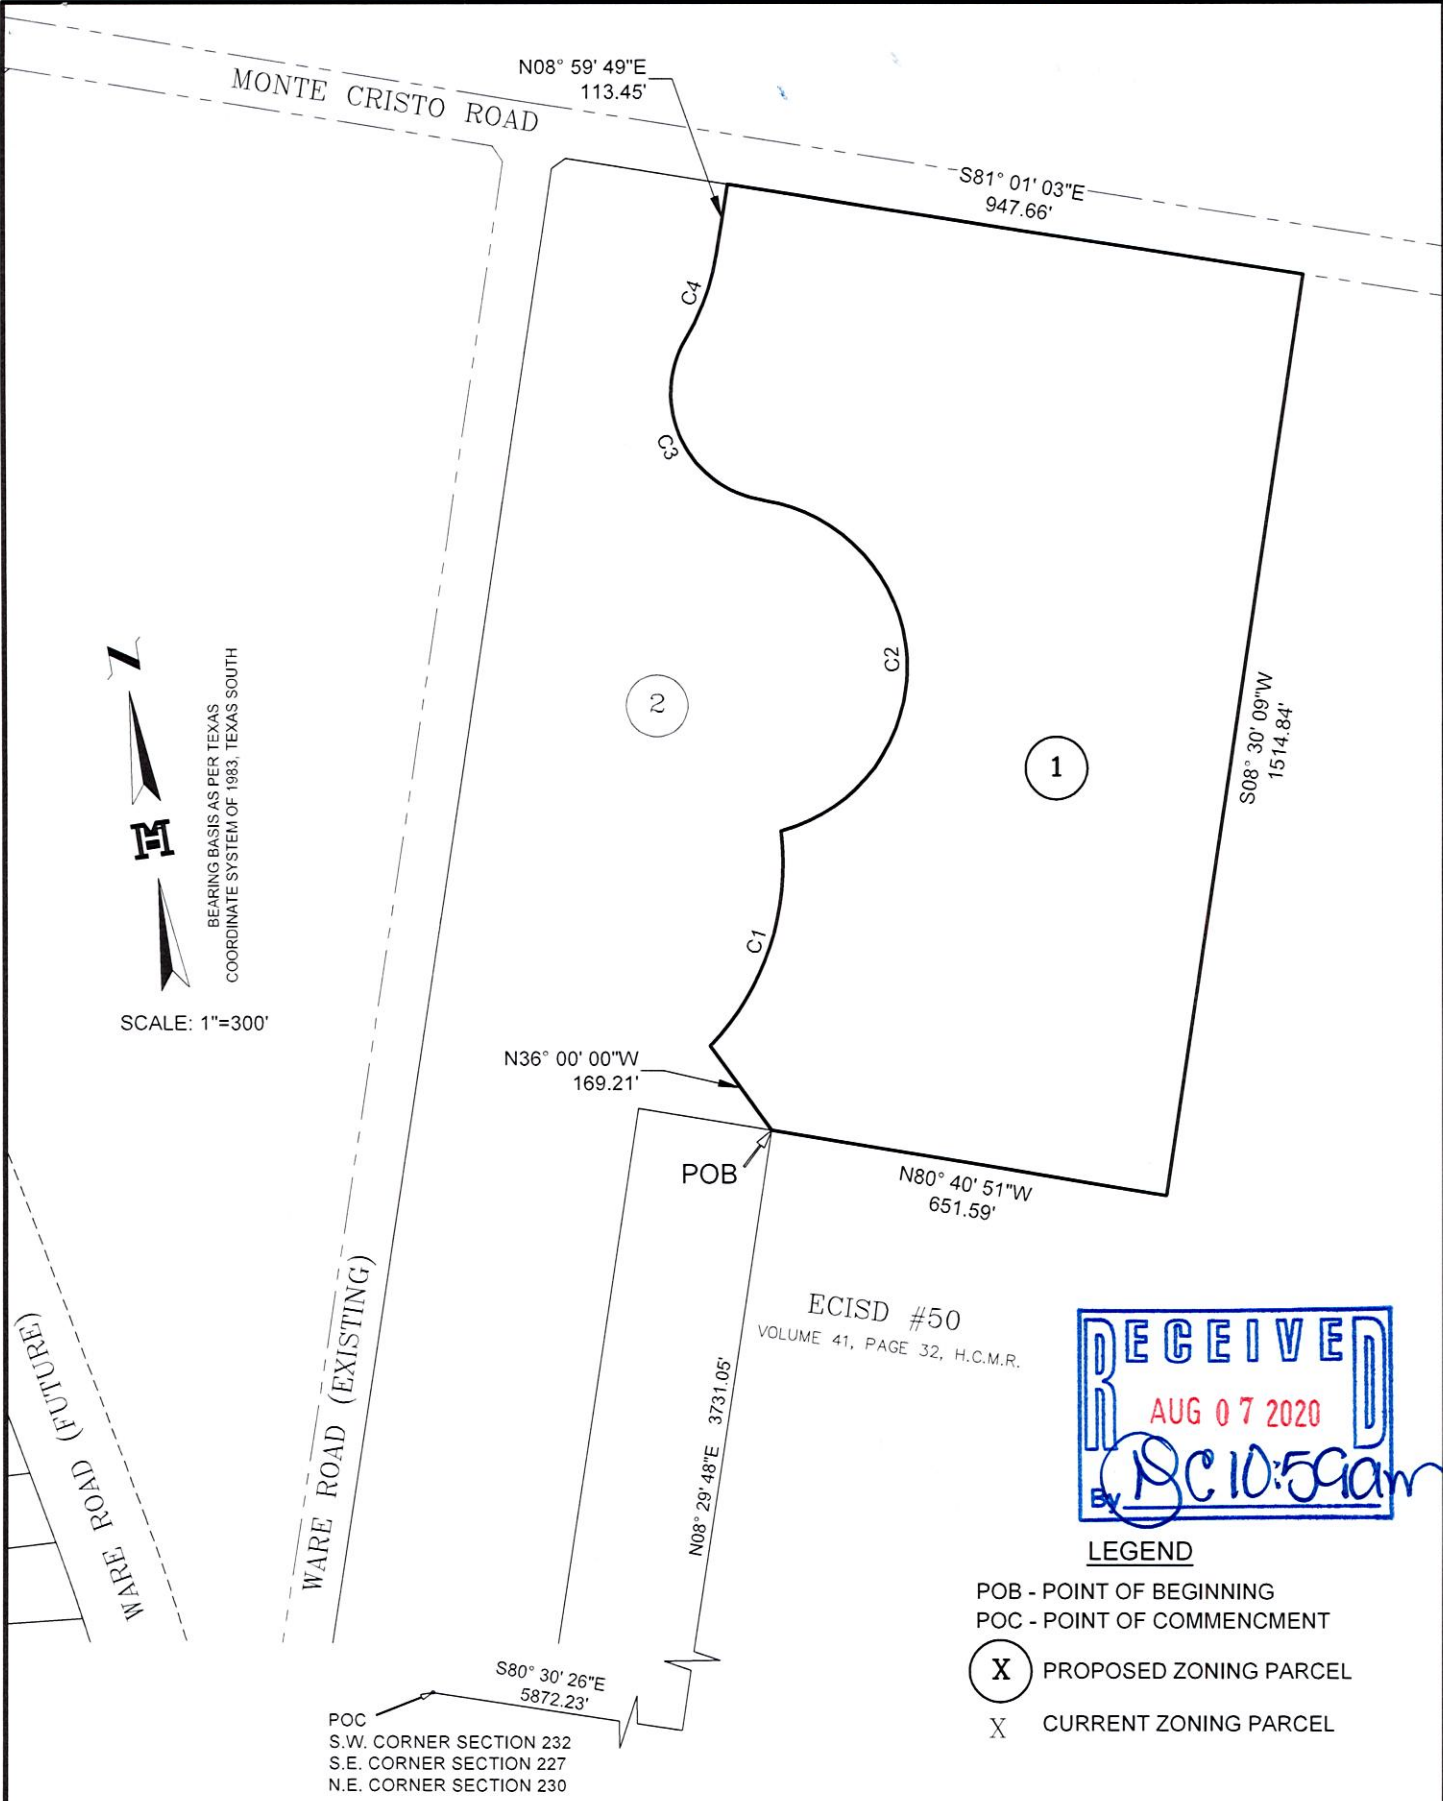 N08° 59' 49"E
113.45'
MONTE CRISTO ROAD
S81° 01' 03"E
947.66'
C4
C3
C2
2
1
S08° 30' 09"W
1514.84'
BEARING BASIS AS PER TEXAS
COORDINATE SYSTEM OF 1983, TEXAS SOUTH
SCALE: 1"=300'
C1
N36° 00' 00"W
169.21'
POB
N80° 40' 51"W
651.59'
ECISD #50
VOLUME 41, PAGE 32, H.C.M.R.
N08° 29' 48"E 3731.05'
WARE ROAD (EXISTING)
WARE ROAD (FUTURE)
RECEIVED
AUG 07 2020
By C 10:59am
LEGEND
POB - POINT OF BEGINNING
POC - POINT OF COMMENCMENT
X PROPOSED ZONING PARCEL
X CURRENT ZONING PARCEL
S80° 30' 26"E
5872.23'
POC
S.W. CORNER SECTION 232
S.E. CORNER SECTION 227
N.E. CORNER SECTION 230